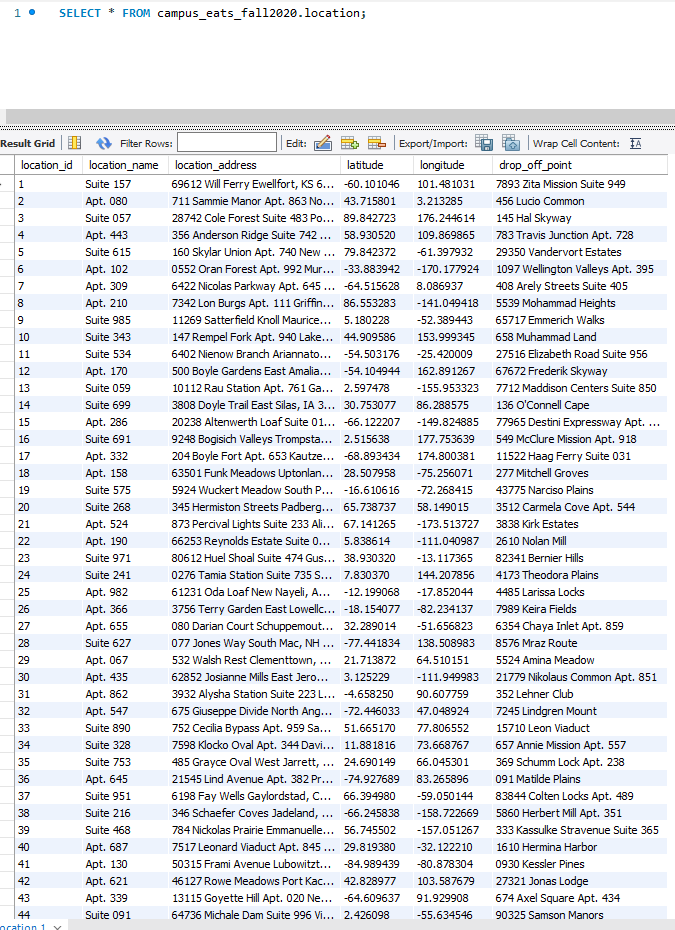 1 SELECT * FROM campus_eats_fall2020.location;
Result Grid Filter Rows: Edit: Export/Import: Wrap Cell Content:
location_id location_name location_address latitude longitude drop_off_point
1 Suite 157 69612 Will Ferry Ewellfort, KS 6... -60.101046 101.481031 7893 Zita Mission Suite 949
2 Apt. 080 711 Sammie Manor Apt. 863 No... 43.715801 3.213285 456 Lucio Common
3 Suite 057 28742 Cole Forest Suite 483 Po... 89.842723 176.244614 145 Hal Skyway
4 Apt. 443 356 Anderson Ridge Suite 742 ... 58.930520 109.869865 783 Travis Junction Apt. 728
5 Suite 615 160 Skylar Union Apt. 740 New ... 79.842372 -61.397932 29350 Vandervort Estates
6 Apt. 102 0552 Oran Forest Apt. 992 Mur... -33.883942 -170.177924 1097 Wellington Valleys Apt. 395
7 Apt. 309 6422 Nicolas Parkway Apt. 645 ... -64.515628 8.086937 408 Arely Streets Suite 405
8 Apt. 210 7342 Lon Burgs Apt. 111 Griffin... 86.553283 -141.049418 5539 Mohammad Heights
9 Suite 985 11269 Satterfield Knoll Maurice... 5.180228 -52.389443 65717 Emmerich Walks
10 Suite 343 147 Rempel Fork Apt. 940 Lake... 44.909586 153.999345 658 Muhammad Land
11 Suite 534 6402 Nienow Branch Ariannato... -54.503176 -25.420009 27516 Elizabeth Road Suite 956
12 Apt. 170 500 Boyle Gardens East Amalia... -54.104944 162.891267 67672 Frederik Skyway
13 Suite 059 10112 Rau Station Apt. 761 Ga... 2.597478 -155.953323 7712 Maddison Centers Suite 850
14 Suite 699 3808 Doyle Trail East Silas, IA 3... 30.753077 86.288575 136 O'Connell Cape
15 Apt. 286 20238 Altenwerth Loaf Suite 01... -66.122207 -149.824885 77965 Destini Expressway Apt. ...
16 Suite 691 9248 Bogisich Valleys Trompsta... 2.515638 177.753639 549 McClure Mission Apt. 918
17 Apt. 332 204 Boyle Fort Apt. 653 Kautze... -68.893434 174.800381 11522 Haag Ferry Suite 031
18 Apt. 158 63501 Funk Meadows Uptonlan... 28.507958 -75.256071 277 Mitchell Groves
19 Suite 575 5924 Wuckert Meadow South P... -16.610616 -72.268415 43775 Narciso Plains
20 Suite 268 345 Hermiston Streets Padberg... 65.738737 58.149015 3512 Carmela Cove Apt. 544
21 Apt. 524 873 Percival Lights Suite 233 Ali... 67.141265 -173.513727 3838 Kirk Estates
22 Apt. 190 66253 Reynolds Estate Suite 0... 5.838614 -111.040987 2610 Nolan Mill
23 Suite 971 80612 Huel Shoal Suite 474 Gus... 38.930320 -13.117365 82341 Bernier Hills
24 Suite 241 0276 Tamia Station Suite 735 S... 7.830370 144.207856 4173 Theodora Plains
25 Apt. 982 61231 Oda Loaf New Nayeli, A... -12.199068 -17.852044 4485 Larissa Locks
26 Apt. 366 3756 Terry Garden East Lowellc... -18.154077 -82.234137 7989 Keira Fields
27 Apt. 655 080 Darian Court Schuppemout... 32.289014 -51.656823 6354 Chaya Inlet Apt. 859
28 Suite 627 077 Jones Way South Mac, NH ... -77.441834 138.508983 8576 Mraz Route
29 Apt. 067 532 Walsh Rest Clementtown, ... 21.713872 64.510151 5524 Amina Meadow
30 Apt. 435 62852 Josianne Mills East Jero... 3.125229 -111.949983 21779 Nikolaus Common Apt. 851
31 Apt. 862 3932 Alysha Station Suite 223 L... -4.658250 90.607759 352 Lehner Club
32 Apt. 547 675 Giuseppe Divide North Ang... -72.446033 47.048924 7245 Lindgren Mount
33 Suite 890 752 Cecilia Bypass Apt. 959 Sa... 51.665170 77.806552 15710 Leon Viaduct
34 Suite 328 7598 Klocko Oval Apt. 344 Davi... 11.881816 73.668767 657 Annie Mission Apt. 557
35 Suite 753 485 Grayce Oval West Jarrett, ... 24.690149 66.045301 369 Schumm Lock Apt. 238
36 Apt. 645 21545 Lind Avenue Apt. 382 Pr... -74.927689 83.265896 091 Matilde Plains
37 Suite 951 6198 Fay Wells Gaylordstad, C... 66.394980 -59.050144 83844 Colten Locks Apt. 489
38 Suite 216 346 Schaefer Coves Jadeland, ... -66.245838 -158.722669 5860 Herbert Mill Apt. 351
39 Suite 468 784 Nickolas Prairie Emmanuelle... 56.745502 -157.051267 333 Kassulke Stravenue Suite 365
40 Apt. 687 7517 Leonard Viaduct Apt. 845 ... 29.819380 -32.122210 1610 Hermina Harbor
41 Apt. 130 50315 Frami Avenue Lubowitzt... -84.989439 -80.878304 0930 Kessler Pines
42 Apt. 621 46127 Rowe Meadows Port Kac... 42.828977 103.587679 27321 Jonas Lodge
43 Apt. 339 13115 Goyette Hill Apt. 020 Ne... -64.609637 91.929908 674 Axel Square Apt. 434
44 Suite 091 64736 Michale Dam Suite 996 Vi... 2.426098 -55.634546 90325 Samson Manors
ocation 1